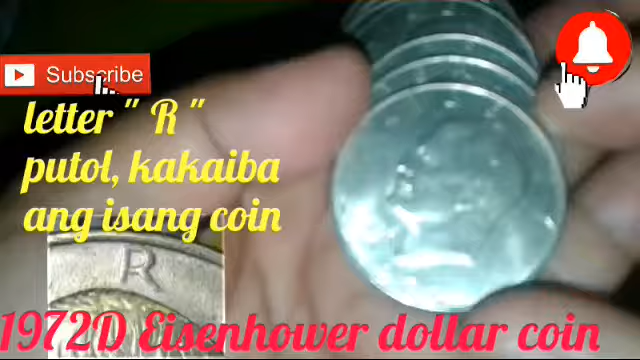 Subscribe
letter " R "
putol, kakaiba
ang isang coin
R
1972D Eisenhower dollar coin